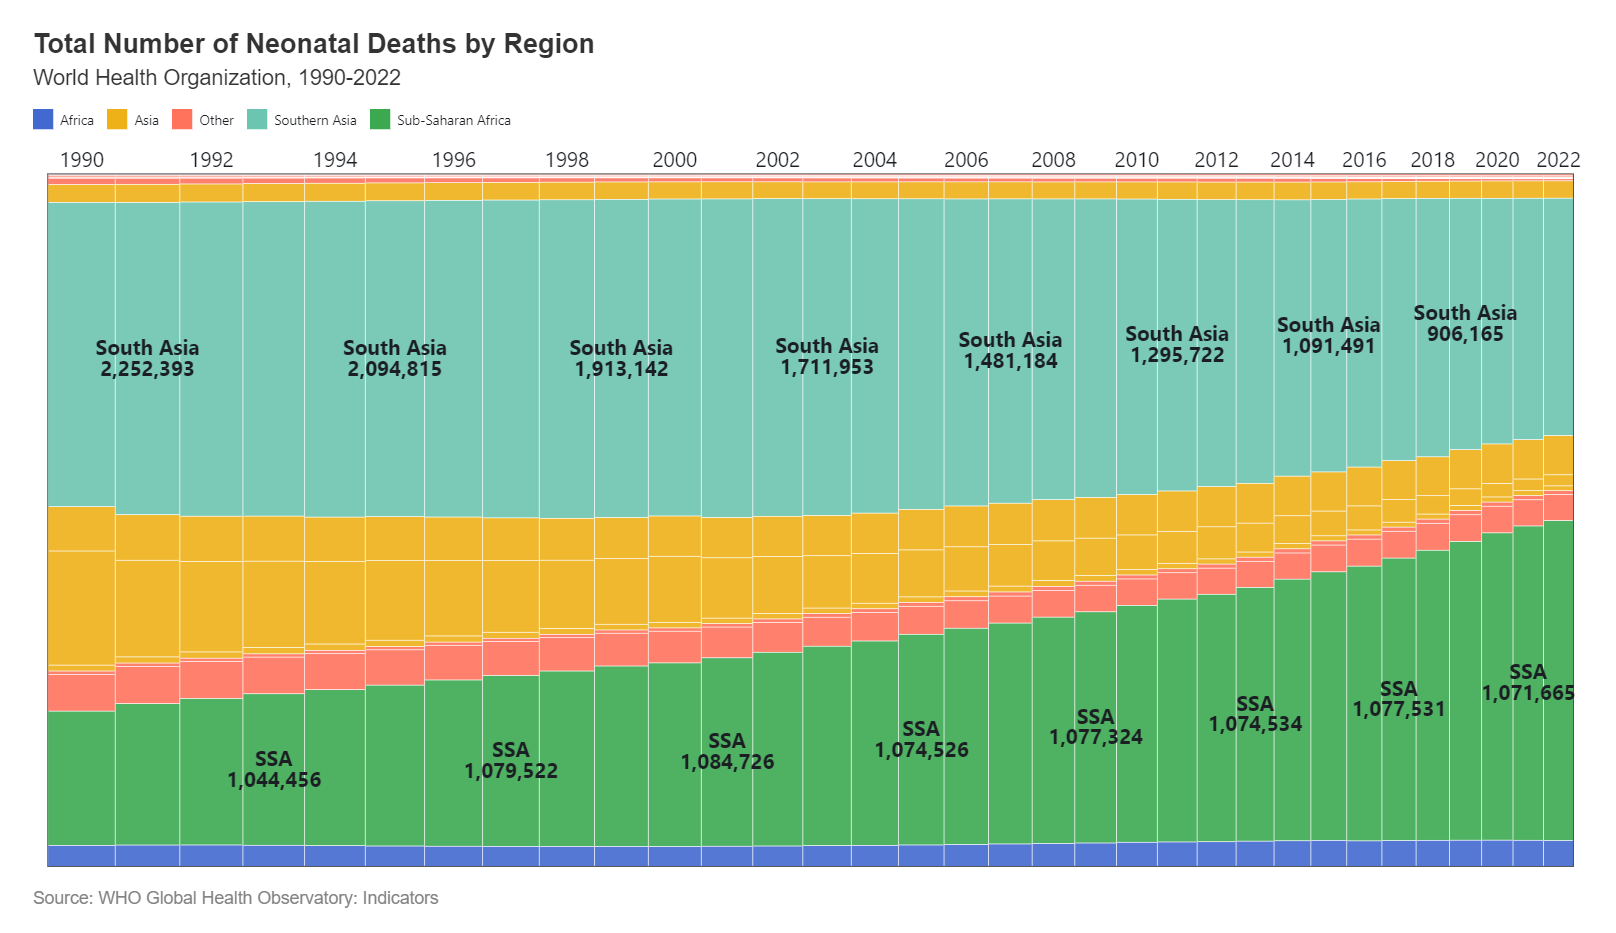 Total Number of Neonatal Deaths by Region
World Health Organization, 1990-2022
Africa Asia Other Southern Asia Sub-Saharan Africa
1990 1992 1994 1996 1998 2000 2002 2004 2006 2008 2010 2012 2014 2016 2018 2020 2022
South Asia
2,252,393
South Asia
2,094,815
South Asia
1,913,142
South Asia
1,711,953
South Asia
1,481,184
South Asia
1,295,722
South Asia
1,091,491
South Asia
906,165
SSA
1,044,456
SSA
1,079,522
SSA
1,084,726
SSA
1,074,526
SSA
1,077,324
SSA
1,074,534
SSA
1,077,531
SSA
1,071,665
Source: WHO Global Health Observatory: Indicators